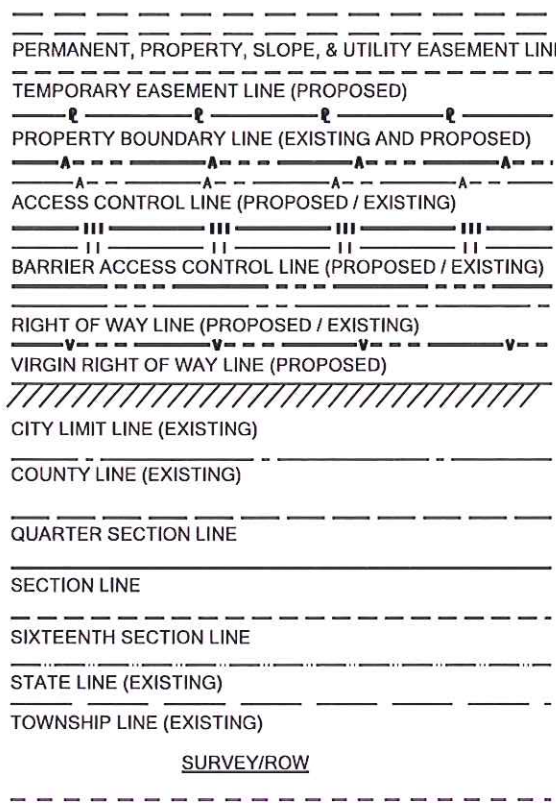 PERMANENT, PROPERTY, SLOPE, & UTILITY EASEMENT LINE
TEMPORARY EASEMENT LINE (PROPOSED)
PROPERTY BOUNDARY LINE (EXISTING AND PROPOSED)
A A A A
A A A A
ACCESS CONTROL LINE (PROPOSED / EXISTING)
BARRIER ACCESS CONTROL LINE (PROPOSED / EXISTING)
RIGHT OF WAY LINE (PROPOSED / EXISTING)
V V V V
VIRGIN RIGHT OF WAY LINE (PROPOSED)
CITY LIMIT LINE (EXISTING)
COUNTY LINE (EXISTING)
QUARTER SECTION LINE
SECTION LINE
SIXTEENTH SECTION LINE
STATE LINE (EXISTING)
TOWNSHIP LINE (EXISTING)
SURVEY/ROW